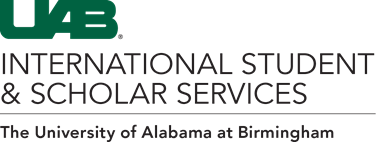 UAB®
INTERNATIONAL STUDENT
& SCHOLAR SERVICES
The University of Alabama at Birmingham